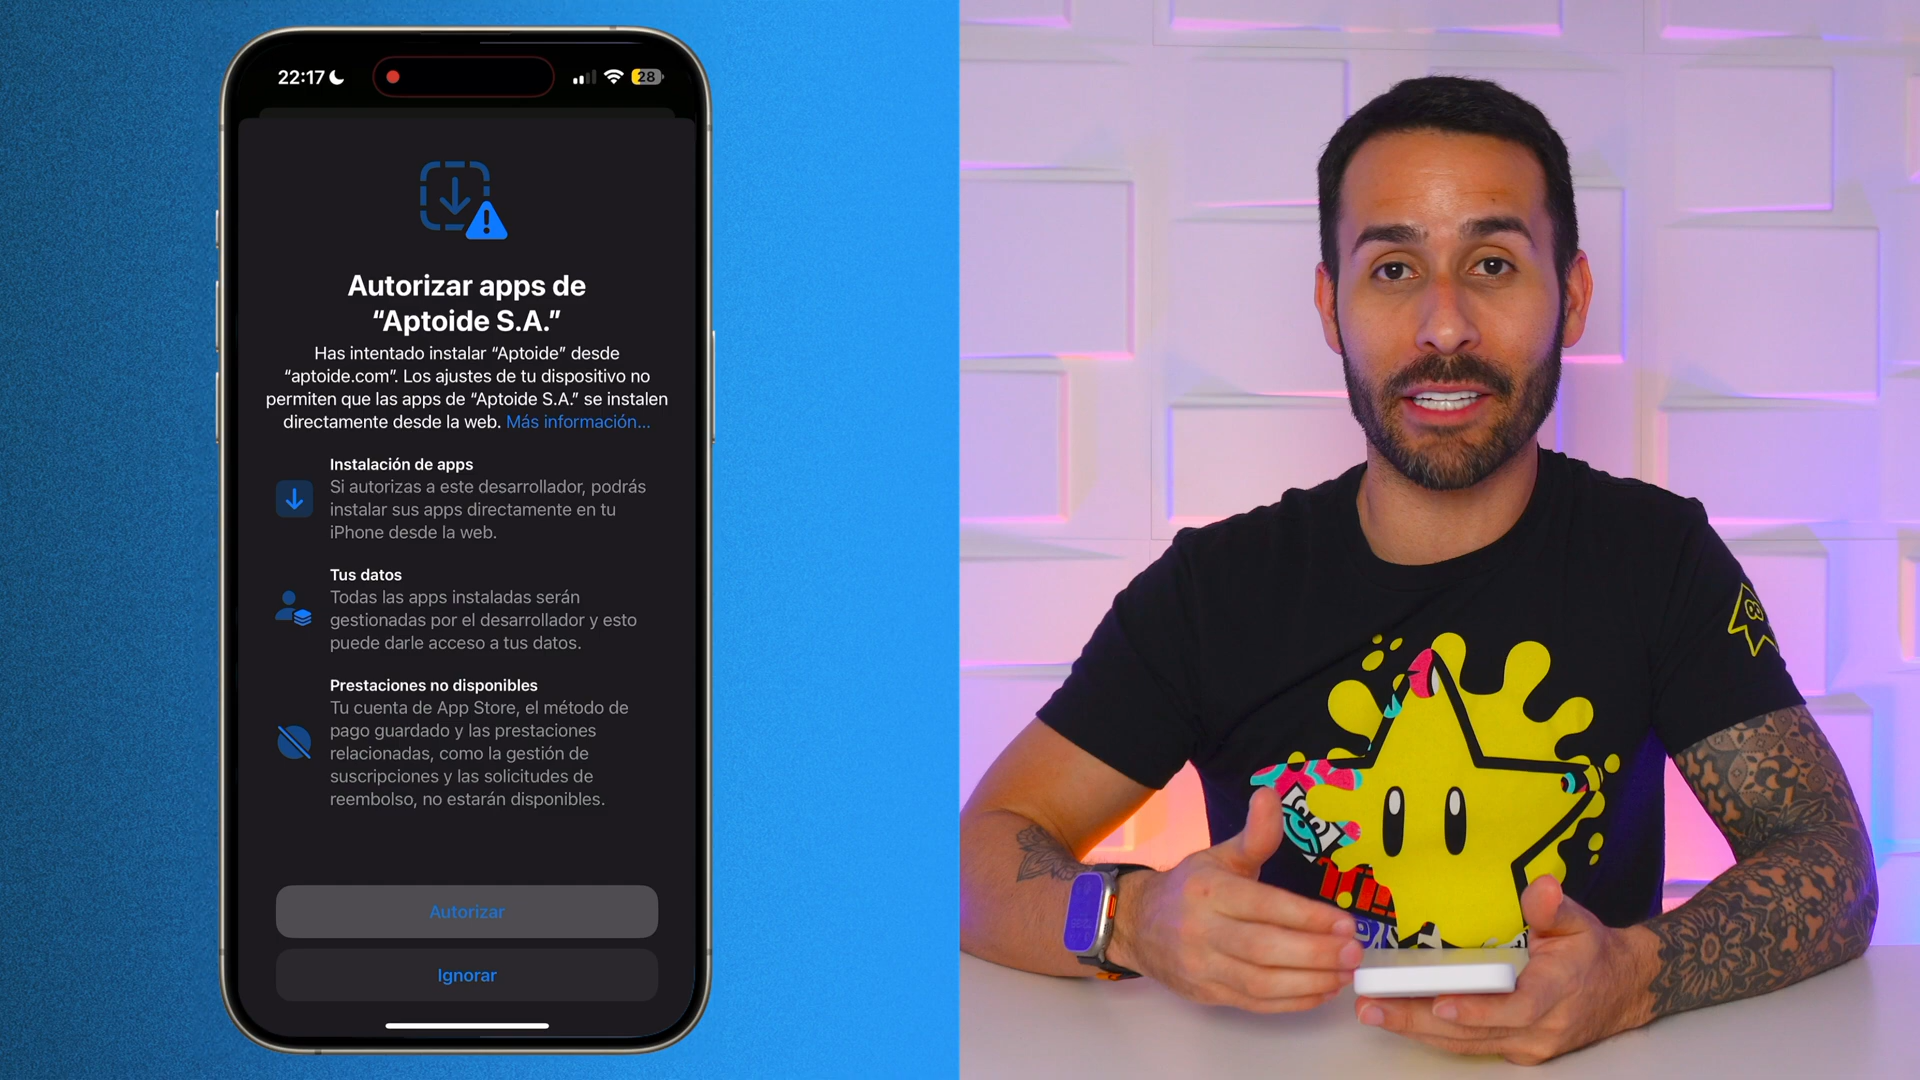 22:17
28
Autorizar apps de
“Aptoide S.A.”
Has intentado instalar “Aptoide” desde
“aptoide.com”. Los ajustes de tu dispositivo no
permiten que las apps de “Aptoide S.A.” se instalen
directamente desde la web. Más información...
Instalación de apps
Si autorizas a este desarrollador, podrás
instalar sus apps directamente en tu
iPhone desde la web.
Tus datos
Todas las apps instaladas serán
gestionadas por el desarrollador y esto
puede darle acceso a tus datos.
Prestaciones no disponibles
Tu cuenta de App Store, el método de
pago guardado y las prestaciones
relacionadas, como la gestión de
suscripciones y las solicitudes de
reembolso, no estarán disponibles.
Autorizar
Ignorar